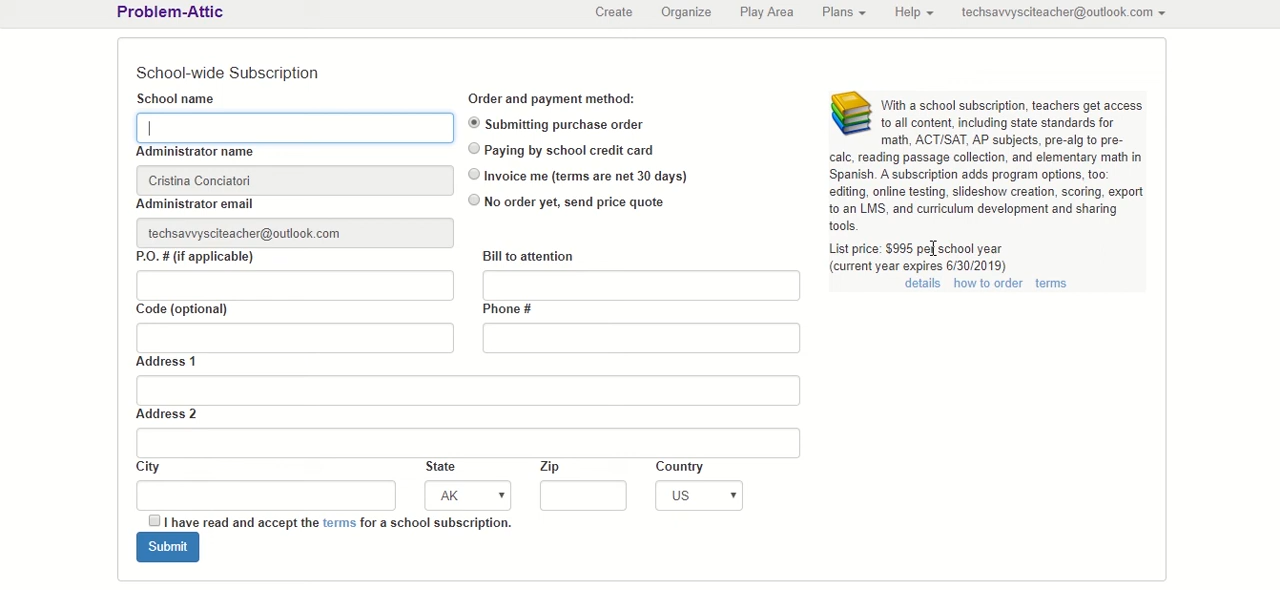 Problem-Attic
Create Organize Play Area Plans Help techsavvysciteacher@outlook.com
School-wide Subscription
School name
Administrator name
Cristina Conciatori
Administrator email
techsavvysciteacher@outlook.com
P.O. # (if applicable)
Code (optional)
Order and payment method:
Submitting purchase order
Paying by school credit card
Invoice me (terms are net 30 days)
No order yet, send price quote
Bill to attention
Phone #
Address 1
Address 2
City State Zip Country
AK US
I have read and accept the terms for a school subscription.
Submit
With a school subscription, teachers get access
to all content, including state standards for
math, ACT/SAT, AP subjects, pre-alg to pre-
calc, reading passage collection, and elementary math in
Spanish. A subscription adds program options, too:
editing, online testing, slideshow creation, scoring, export
to an LMS, and curriculum development and sharing
tools.
List price: $995 per school year
(current year expires 6/30/2019)
details how to order terms